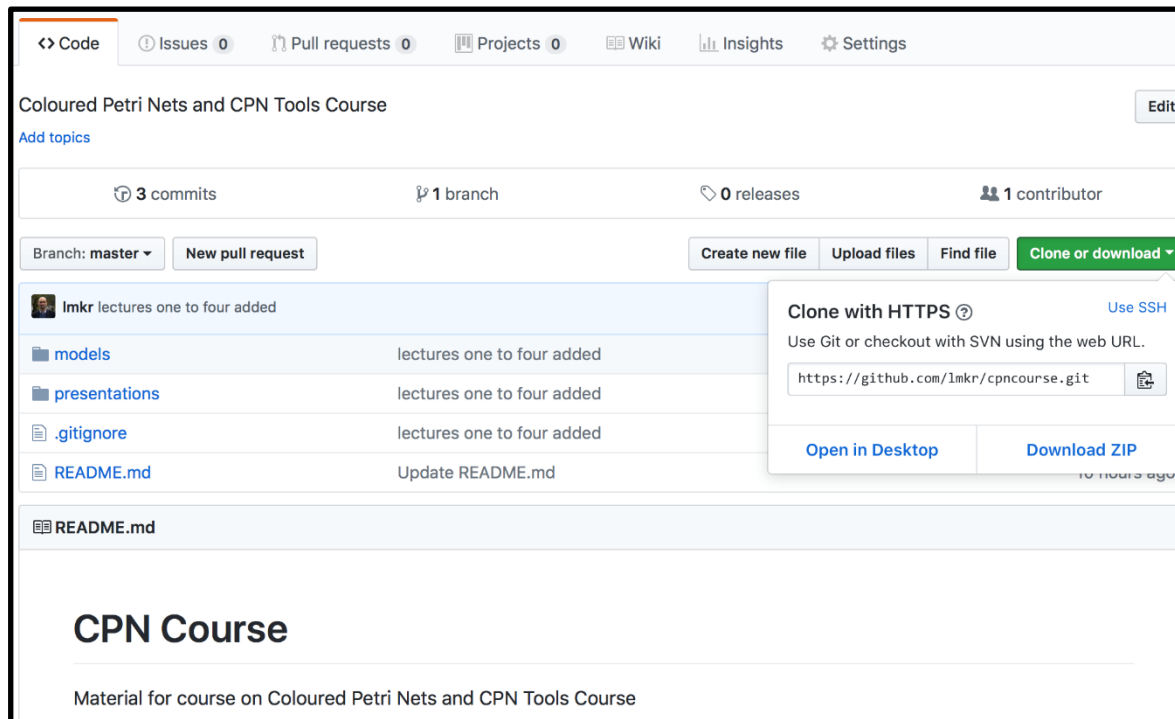 <> Code Issues 0 Pull requests 0 Projects 0 Wiki Insights Settings
Coloured Petri Nets and CPN Tools Course
Edit
Add topics
3 commits 1 branch 0 releases 1 contributor
Branch: master New pull request Create new file Upload files Find file Clone or download
lmkr lectures one to four added
Clone with HTTPS Use SSH
Use Git or checkout with SVN using the web URL.
https://github.com/lmkr/cpncourse.git
Open in Desktop Download ZIP
models lectures one to four added
presentations lectures one to four added
.gitignore lectures one to four added
README.md Update README.md 10 hours ago
README.md
CPN Course
Material for course on Coloured Petri Nets and CPN Tools Course